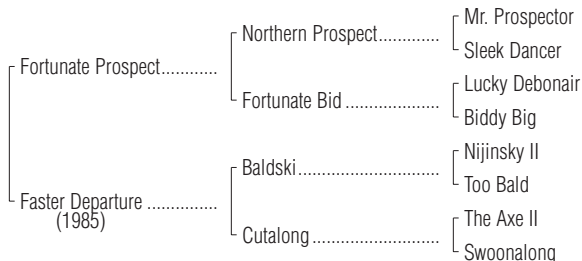 Mr. Prospector
Northern Prospect.............
Sleek Dancer
Fortunate Prospect............
Lucky Debonair
Fortunate Bid ....................
Biddy Big
Nijinsky II
Baldski..............................
Too Bald
Faster Departure ...............
(1985)
The Axe II
Cutalong...........................
Swoonalong